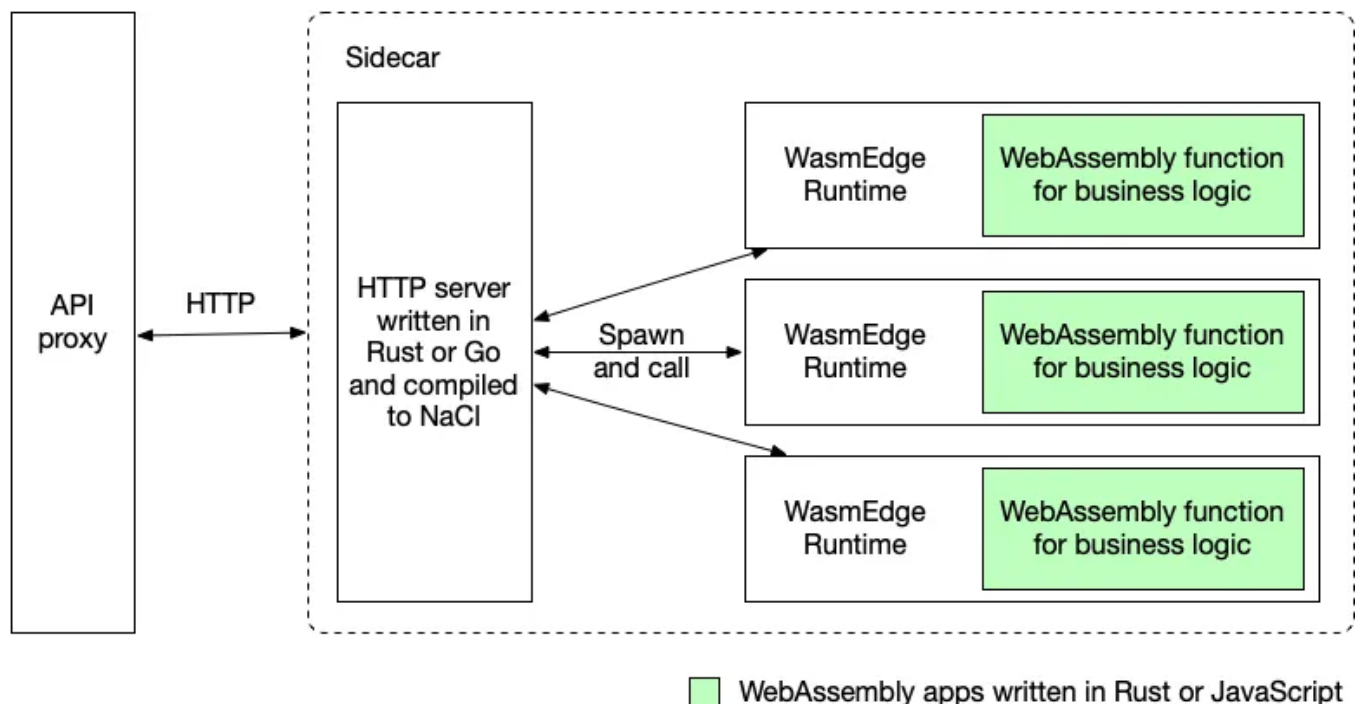 Sidecar
API
proxy
HTTP
HTTP server
written in
Rust or Go
and compiled
to NaCl
Spawn
and call
WasmEdge
Runtime
WebAssembly function
for business logic
WasmEdge
Runtime
WebAssembly function
for business logic
WasmEdge
Runtime
WebAssembly function
for business logic
WebAssembly apps written in Rust or JavaScript